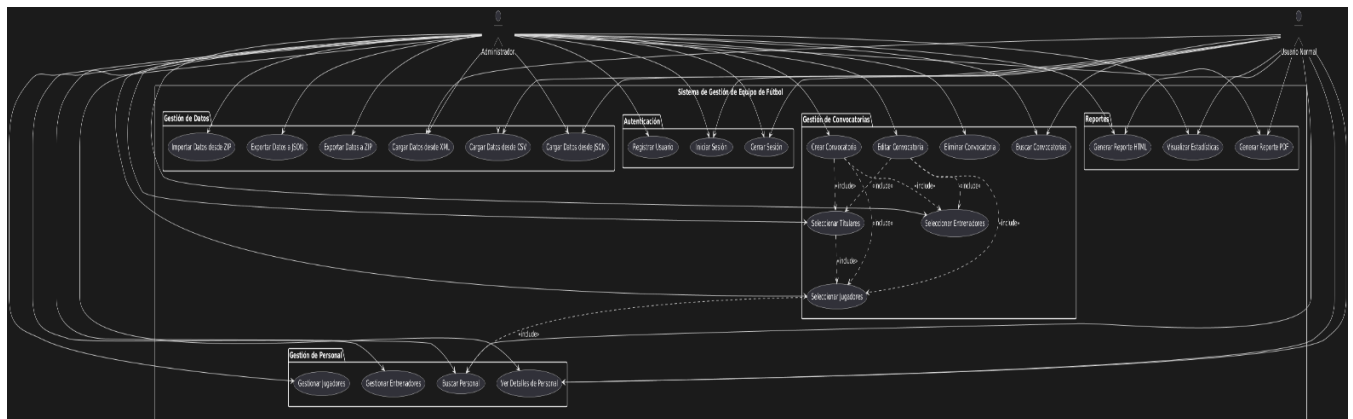 Administrador
Usuario Normal
Sistema de Gestión de Equipo de Fútbol
Gestión de Datos
Importar Datos desde ZIP
Exportar Datos a JSON
Exportar Datos a ZIP
Cargar Datos desde XML
Cargar Datos desde CSV
Cargar Datos desde JSON
Autenticación
Registrar Usuario
Iniciar Sesión
Cerrar Sesión
Gestión de Convocatorias
Crear Convocatoria
Editar Convocatoria
Eliminar Convocatoria
Buscar Convocatorias
Reportes
Generar Reporte HTML
Visualizar Estadísticas
Generar Reporte PDF
«include»
«include»
«include»
«include»
Seleccionar Titulares
«include»
Seleccionar Entrenadores
«include»
«include»
Seleccionar Jugadores
«include»
Gestión de Personal
Gestionar Jugadores
Gestionar Entrenadores
Buscar Personal
Ver Detalles de Personal